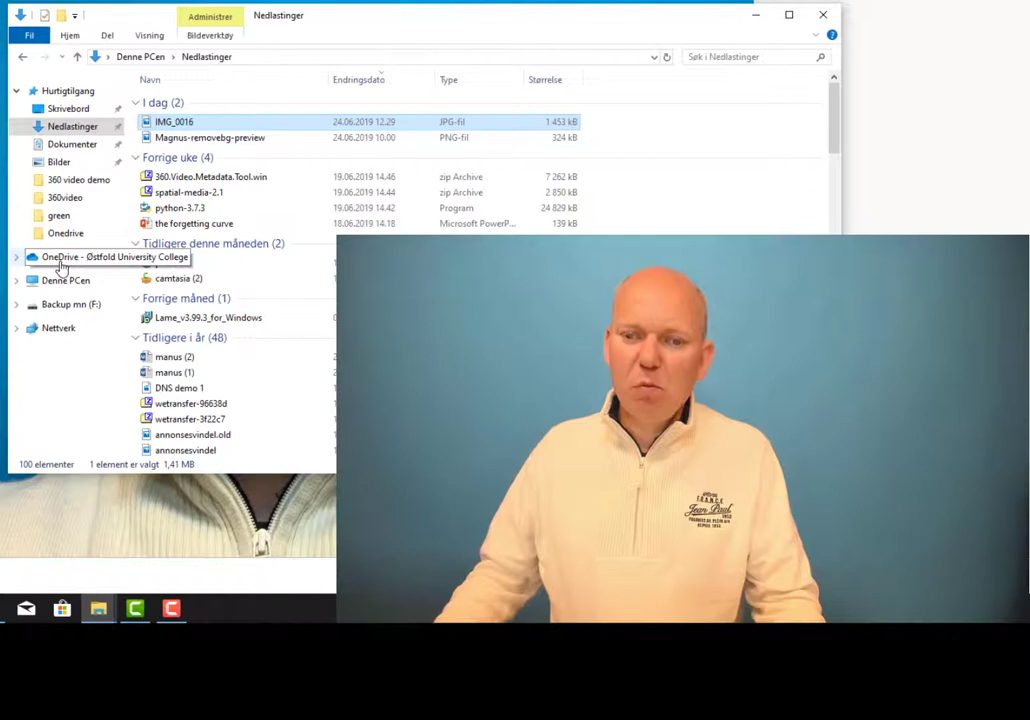 Administrer
Nedlastinger
Fil
Hjem
Del
Visning
Bildeverktøy
Denne PCen
Nedlastinger
Søk i Nedlastinger
Navn
Endringsdato
Type
Størrelse
Hurtigtilgang
Skrivebord
Nedlastinger
Dokumenter
Bilder
360 video demo
360video
green
Onedrive
OneDrive - Østfold University College
Denne PCen
Backup mn (F:)
Nettverk
I dag (2)
IMG_0016 24.06.2019 12.29 JPG-fil 1 453 kB
Magnus-removebg-preview 24.06.2019 10.00 PNG-fil 324 kB
Forrige uke (4)
360.Video.Metadata.Tool.win 19.06.2019 14.46 zip Archive 7 262 kB
spatial-media-2.1 19.06.2019 14.44 zip Archive 2 850 kB
python-3.7.3 19.06.2019 14.42 Program 24 829 kB
the forgetting curve 18.06.2019 14.18 Microsoft PowerP... 139 kB
Tidligere denne måneden (2)
camtasia (2)
Forrige måned (1)
Lame_v3.99.3_for_Windows
Tidligere i år (48)
manus (2)
manus (1)
DNS demo 1
wetransfer-96638d
wetransfer-3f22c7
annonsesvindel.old
annonsesvindel
100 elementer 1 element er valgt 1,41 MB
FRANCE
Jean Paul